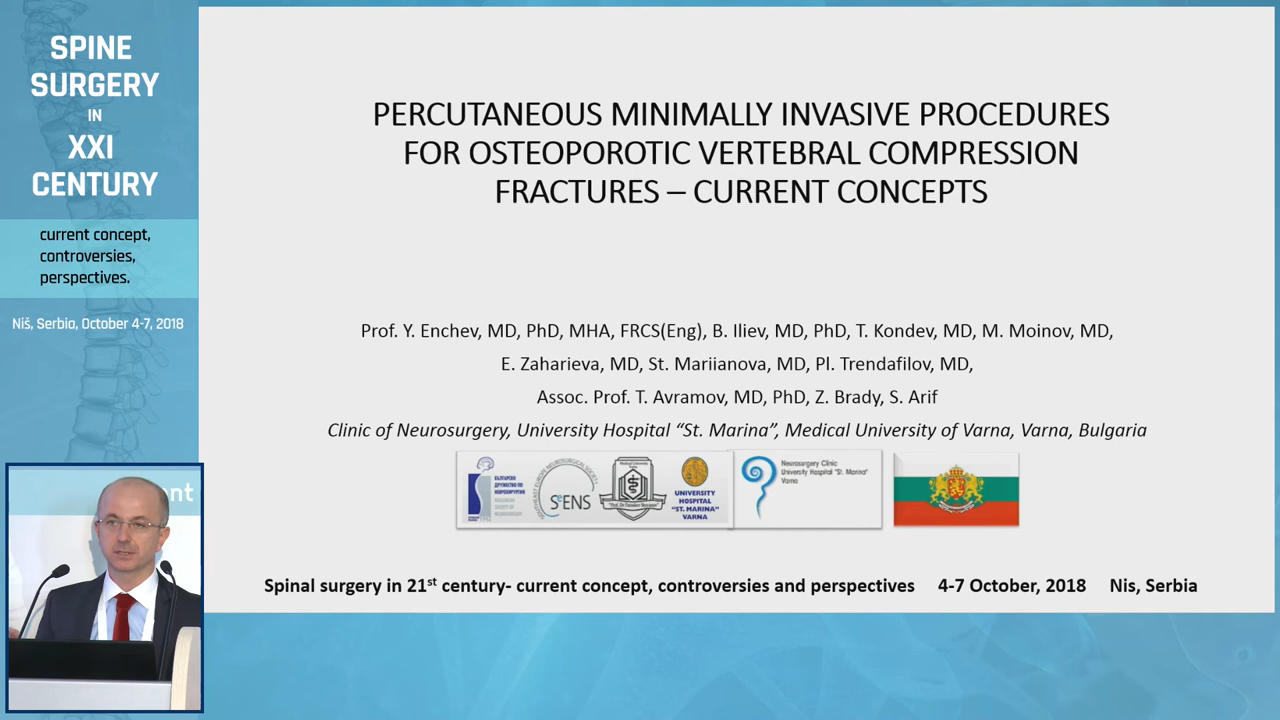 SPINE
SURGERY
IN
XXI
CENTURY
current concept,
controversies,
perspectives.
Niš, Serbia, October 4-7, 2018
PERCUTANEOUS MINIMALLY INVASIVE PROCEDURES
FOR OSTEOPOROTIC VERTEBRAL COMPRESSION
FRACTURES – CURRENT CONCEPTS
Prof. Y. Enchev, MD, PhD, MHA, FRCS(Eng), B. Iliev, MD, PhD, T. Kondev, MD, M. Moinov, MD,
E. Zaharieva, MD, St. Mariianova, MD, Pl. Trendafilov, MD,
Assoc. Prof. T. Avramov, MD, PhD, Z. Brady, S. Arif
Clinic of Neurosurgery, University Hospital “St. Marina”, Medical University of Varna, Varna, Bulgaria
БЪЛГАРСКО
ДРУЖЕСТВО ПО
НЕВРОХИРУРГИЯ
SeENS
UNIVERSITY
HOSPITAL
"ST. MARINA"
VARNA
Neurosurgery Clinic
University Hospital "St. Marina"
Varna
Spinal surgery in 21st century- current concept, controversies and perspectives 4-7 October, 2018 Nis, Serbia
nt